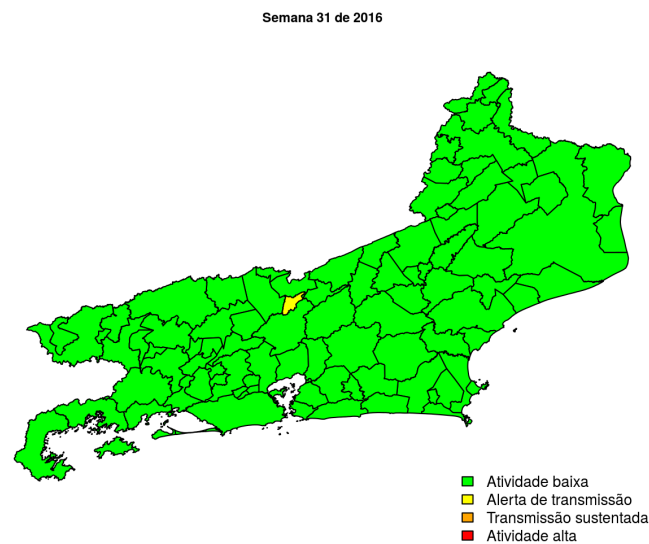 Semana 31 de 2016
Atividade baixa
Alerta de transmissão
Transmissão sustentada
Atividade alta